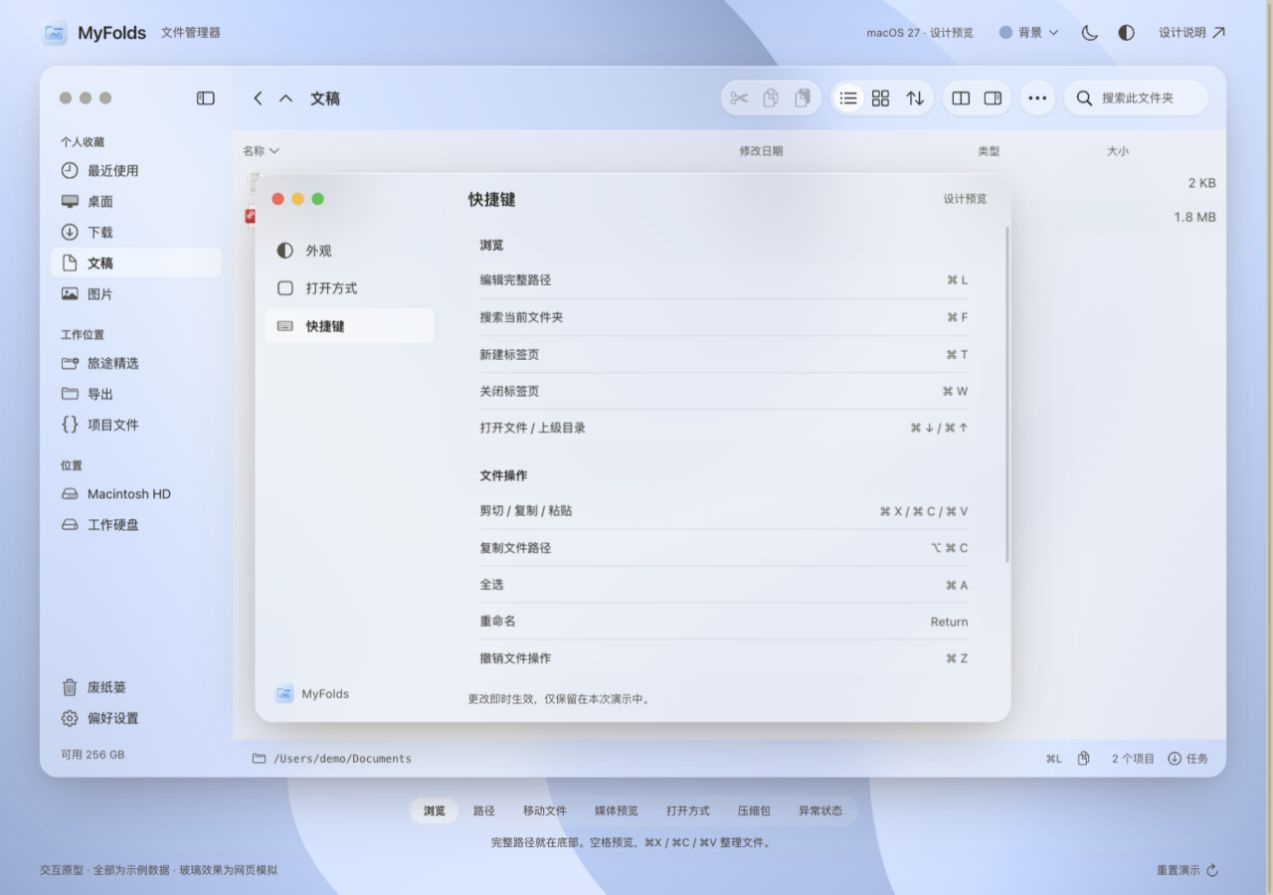 MyFolds 文件管理器 macOS 27 · 设计预览 背景 设计说明
文稿 搜索此文件夹
个人收藏
最近使用
桌面
下载
文稿
图片
工作位置
旅途精选
导出
项目文件
位置
Macintosh HD
工作硬盘
废纸篓
偏好设置
可用 256 GB
名称 修改日期 类型 大小
2 KB
1.8 MB
快捷键 设计预览
外观
打开方式
快捷键
MyFolds
浏览
编辑完整路径 ⌘ L
搜索当前文件夹 ⌘ F
新建标签页 ⌘ T
关闭标签页 ⌘ W
打开文件 / 上级目录 ⌘ ↓ / ⌘ ↑
文件操作
剪切 / 复制 / 粘贴 ⌘ X / ⌘ C / ⌘ V
复制文件路径 ⌥ ⌘ C
全选 ⌘ A
重命名 Return
撤销文件操作 ⌘ Z
更改即时生效，仅保留在本次演示中。
/Users/demo/Documents ⌘L 2 个项目 任务
浏览 路径 移动文件 媒体预览 打开方式 压缩包 异常状态
完整路径就在底部。空格预览，⌘X / ⌘C / ⌘V 整理文件。
交互原型 · 全部为示例数据 · 玻璃效果为网页模拟 重置演示